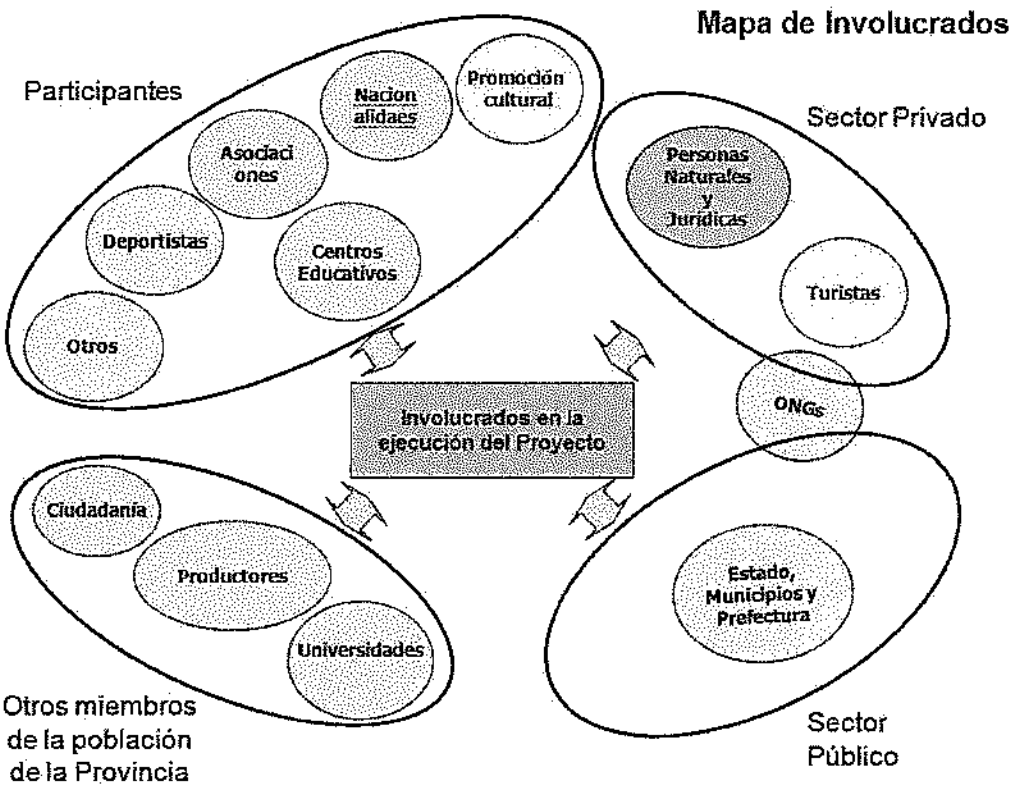 Mapa de Involucrados
Participantes
Nacion
alidaes
Promoción
cultural
Asociaci
ones
Deportistas
Centros
Educativos
Otros
Sector Privado
Personas
Naturales
y
Jurídicas
Turistas
ONGs
Involucrados en la
ejecución del Proyecto
Ciudadanía
Productores
Universidades
Otros miembros
de la población
de la Provincia
Estado,
Municipios y
Prefectura
Sector
Público